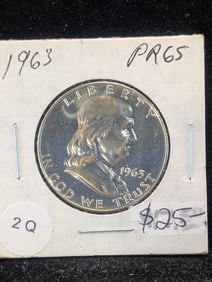 1963 PR65
LIBERTY
1963
IN GOD WE TRUST
2Q
$25-